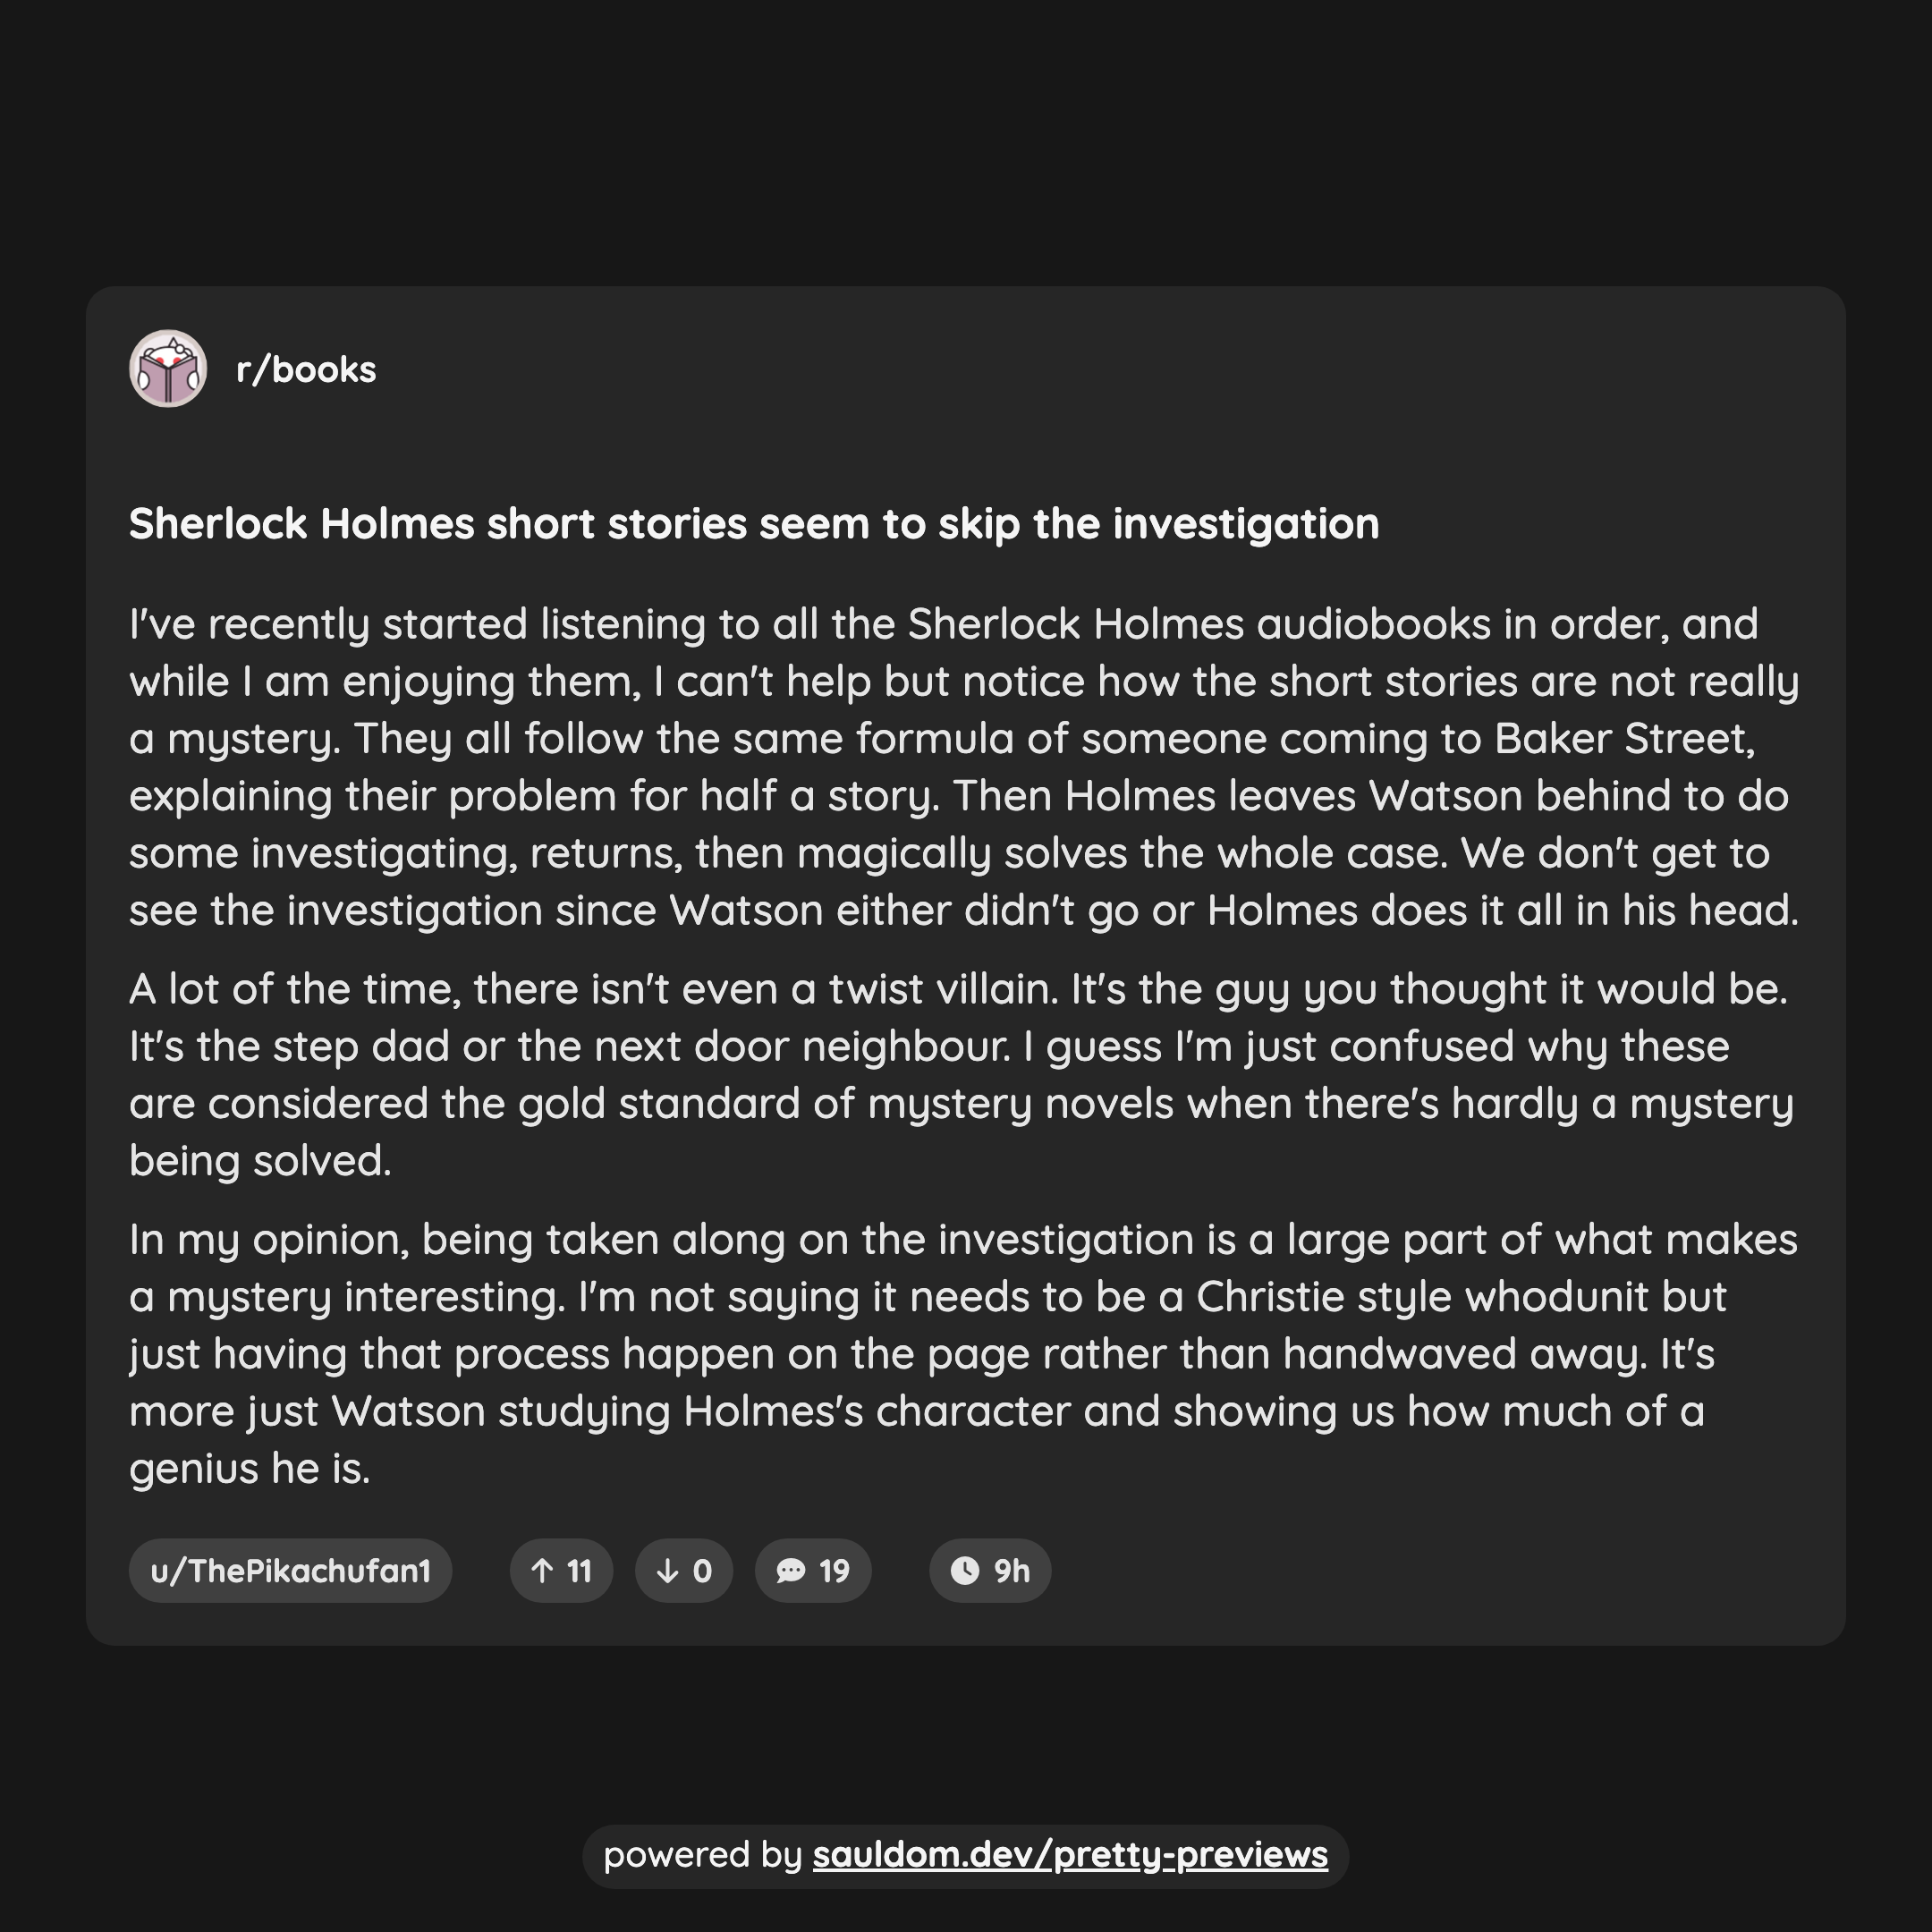 r/books
Sherlock Holmes short stories seem to skip the investigation
I've recently started listening to all the Sherlock Holmes audiobooks in order, and
while I am enjoying them, I can't help but notice how the short stories are not really
a mystery. They all follow the same formula of someone coming to Baker Street,
explaining their problem for half a story. Then Holmes leaves Watson behind to do
some investigating, returns, then magically solves the whole case. We don't get to
see the investigation since Watson either didn't go or Holmes does it all in his head.
A lot of the time, there isn't even a twist villain. It's the guy you thought it would be.
It's the step dad or the next door neighbour. I guess I'm just confused why these
are considered the gold standard of mystery novels when there's hardly a mystery
being solved.
In my opinion, being taken along on the investigation is a large part of what makes
a mystery interesting. I'm not saying it needs to be a Christie style whodunit but
just having that process happen on the page rather than handwaved away. It's
more just Watson studying Holmes's character and showing us how much of a
genius he is.
u/ThePikachufan1 11 0 19 9h
powered by sauldom.dev/pretty-previews